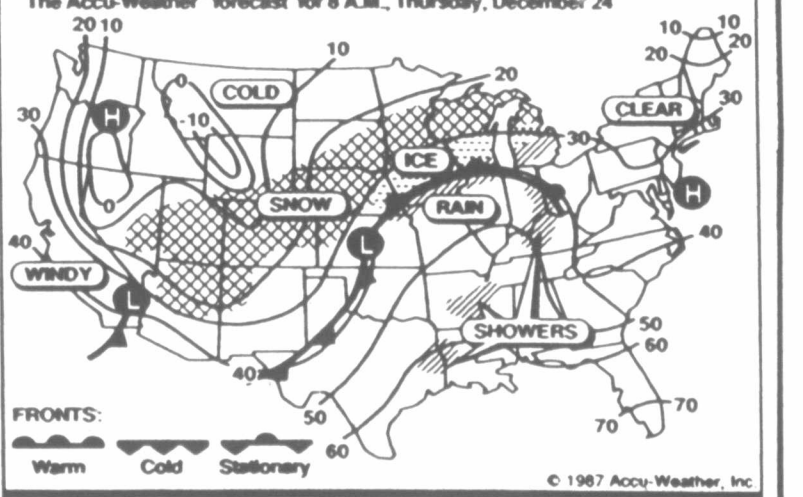 The Accu-Weather forecast for 8 A.M., Thursday, December 24
20 10
10
10 10
20 20
0
COLD
20
30
CLEAR
30
H
-10
30
ICE
0
SNOW
RAIN
H
40
L
40
WINDY
L
SHOWERS
50
60
40
50
60
70
70
FRONTS:
Warm Cold Stationary
© 1987 Accu-Weather, Inc